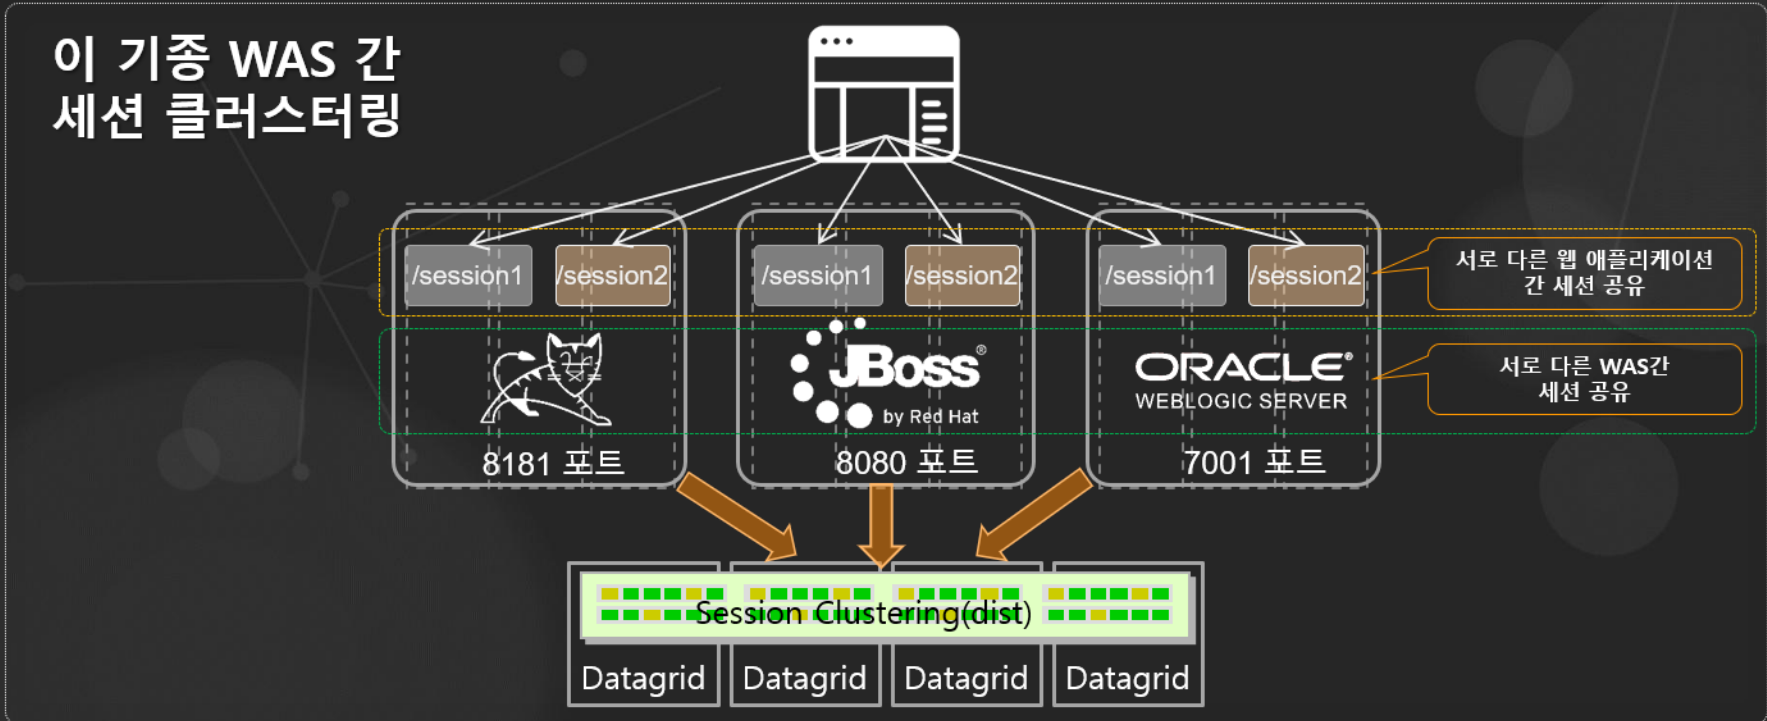 이 기종 WAS 간
세션 클러스터링
/session1
/session2
/session1
/session2
/session1
/session2
서로 다른 웹 애플리케이션
간 세션 공유
JBoss®
by Red Hat
ORACLE®
WEBLOGIC SERVER
서로 다른 WAS간
세션 공유
8181 포트
8080 포트
7001 포트
Session Clustering(dist)
Datagrid
Datagrid
Datagrid
Datagrid